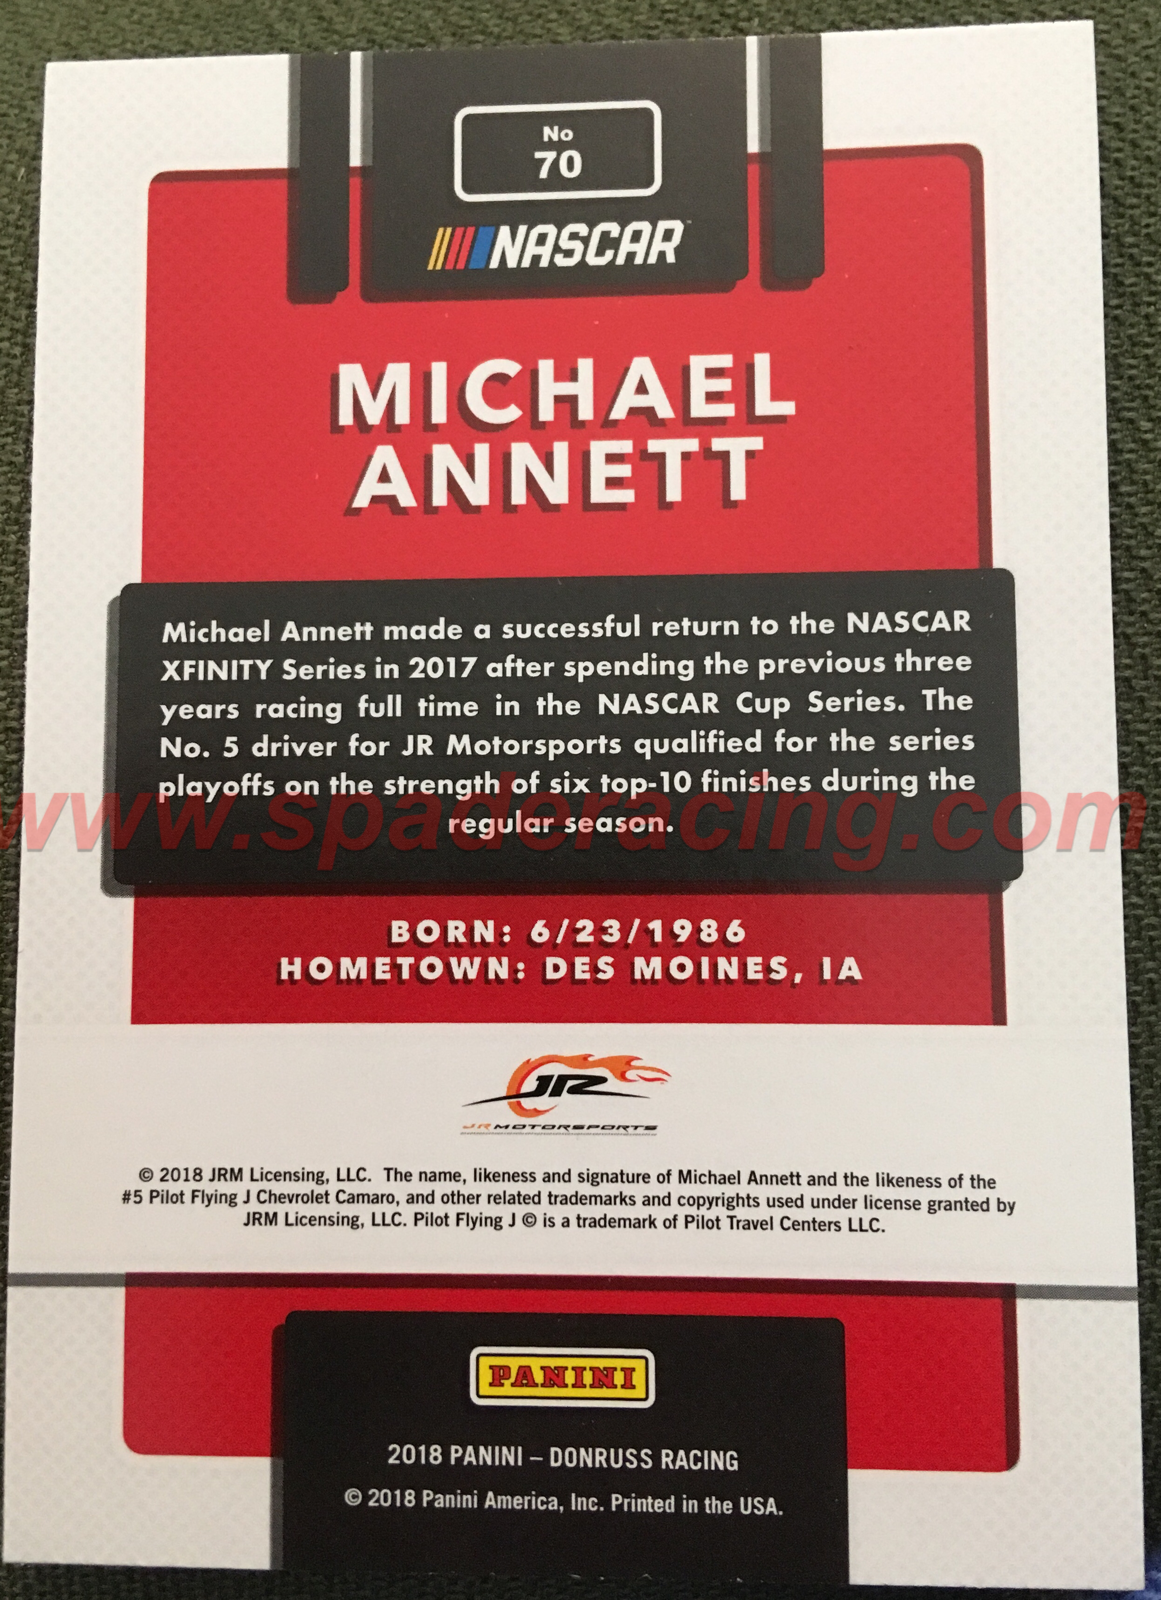 No
70
NASCAR
MICHAEL
ANNETT
Michael Annett made a successful return to the NASCAR
XFINITY Series in 2017 after spending the previous three
years racing full time in the NASCAR Cup Series. The
No. 5 driver for JR Motorsports qualified for the series
playoffs on the strength of six top-10 finishes during the
regular season.
www.spaderacing.com
BORN: 6/23/1986
HOMETOWN: DES MOINES, IA
JR
JR MOTORSPORTS
© 2018 JRM Licensing, LLC. The name, likeness and signature of Michael Annett and the likeness of the
#5 Pilot Flying J Chevrolet Camaro, and other related trademarks and copyrights used under license granted by
JRM Licensing, LLC. Pilot Flying J © is a trademark of Pilot Travel Centers LLC.
PANINI
2018 PANINI – DONRUSS RACING
© 2018 Panini America, Inc. Printed in the USA.